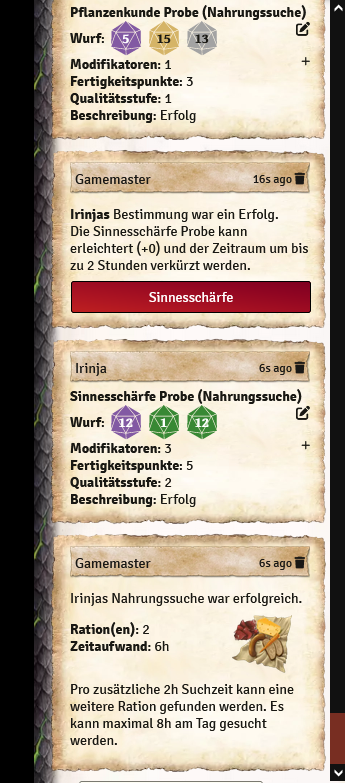 Pflanzenkunde Probe (Nahrungssuche)
Wurf: 5 15 13
Modifikatoren: 1 +
Fertigkeitspunkte: 3
Qualitätsstufe: 1
Beschreibung: Erfolg
Gamemaster 16s ago
Irinjas Bestimmung war ein Erfolg.
Die Sinnesschärfe Probe kann
erleichtert (+0) und der Zeitraum um bis
zu 2 Stunden verkürzt werden.
Sinnesschärfe
Irinja 6s ago
Sinnesschärfe Probe (Nahrungssuche)
Wurf: 12 1 12
Modifikatoren: 3 +
Fertigkeitspunkte: 5
Qualitätsstufe: 2
Beschreibung: Erfolg
Gamemaster 6s ago
Irinjas Nahrungssuche war erfolgreich.
Ration(en): 2
Zeitaufwand: 6h
Pro zusätzliche 2h Suchzeit kann eine
weitere Ration gefunden werden. Es
kann maximal 8h am Tag gesucht
werden.